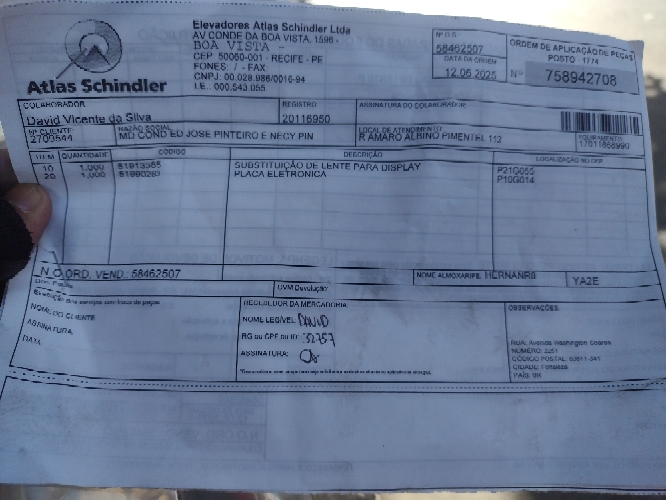 Atlas Schindler
Elevadores Atlas Schindler Ltda
AV CONDE DA BOA VISTA, 1596 -
BOA VISTA -
CEP: 50060-001 - RECIFE - PE
FONES: / - FAX:
CNPJ: 00.028.986/0016-94
I.E.: 000.543.055
Nº O.S.
58462507
DATA DA ORDEM
12.06.2025
ORDEM DE APLICAÇÃO DE PEÇAS
POSTO - 1774
Nº 758942708
COLABORADOR
David Vicente da Silva
REGISTRO
20116950
ASSINATURA DO COLABORADOR
Nº CLIENTE
2703544
RAZÃO SOCIAL
MD COND ED JOSE PINTEIRO E NECY PIN
LOCAL DE ATENDIMENTO
R AMARO ALBINO PIMENTEL 112
EQUIPAMENTO
ITEM QUANTIDADE CÓDIGO DESCRIÇÃO LOCALIZAÇÃO NO DEP.
10 1,000 SUBSTITUIÇÃO DE LENTE PARA DISPLAY P21G055
20 1,000 PLACA ELETRONICA P10G014
N.O.ORD. VEND.: 58462507
NOME ALMOXARIFE: HERNANRB
YA2E
UVM Devolução:
NOME DO CLIENTE
ASSINATURA:
DATA:
RECEBEDOR DA MERCADORIA:
NOME LEGÍVEL: DAVID
RG ou CPF ou ID: 32757
ASSINATURA:
OBSERVAÇÕES:
RUA: Avenida Washington Soares
NÚMERO: 2251
CÓDIGO POSTAL: 60811-341
CIDADE: Fortaleza
PAÍS: BR